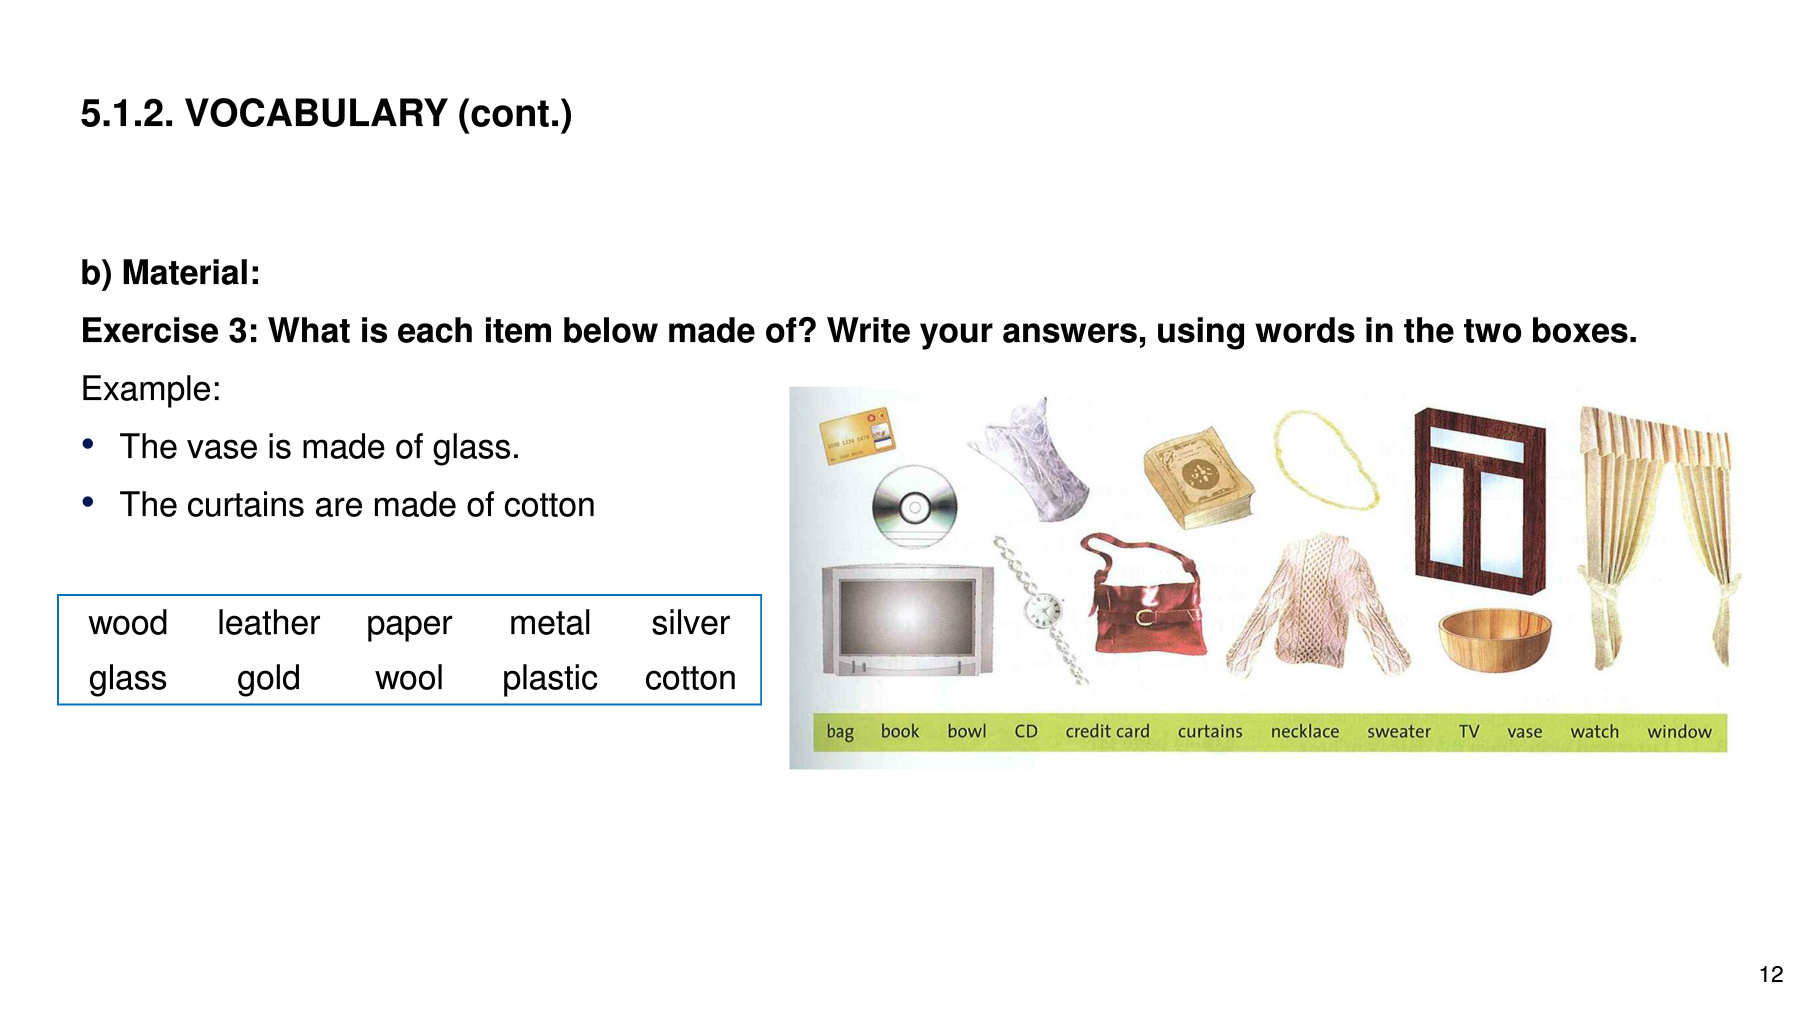 5.1.2. VOCABULARY (cont.)
b) Material:
Exercise 3: What is each item below made of? Write your answers, using words in the two boxes.
Example:
• The vase is made of glass.
• The curtains are made of cotton
wood leather paper metal silver
glass gold wool plastic cotton
bag book bowl CD credit card curtains necklace sweater TV vase watch window
12